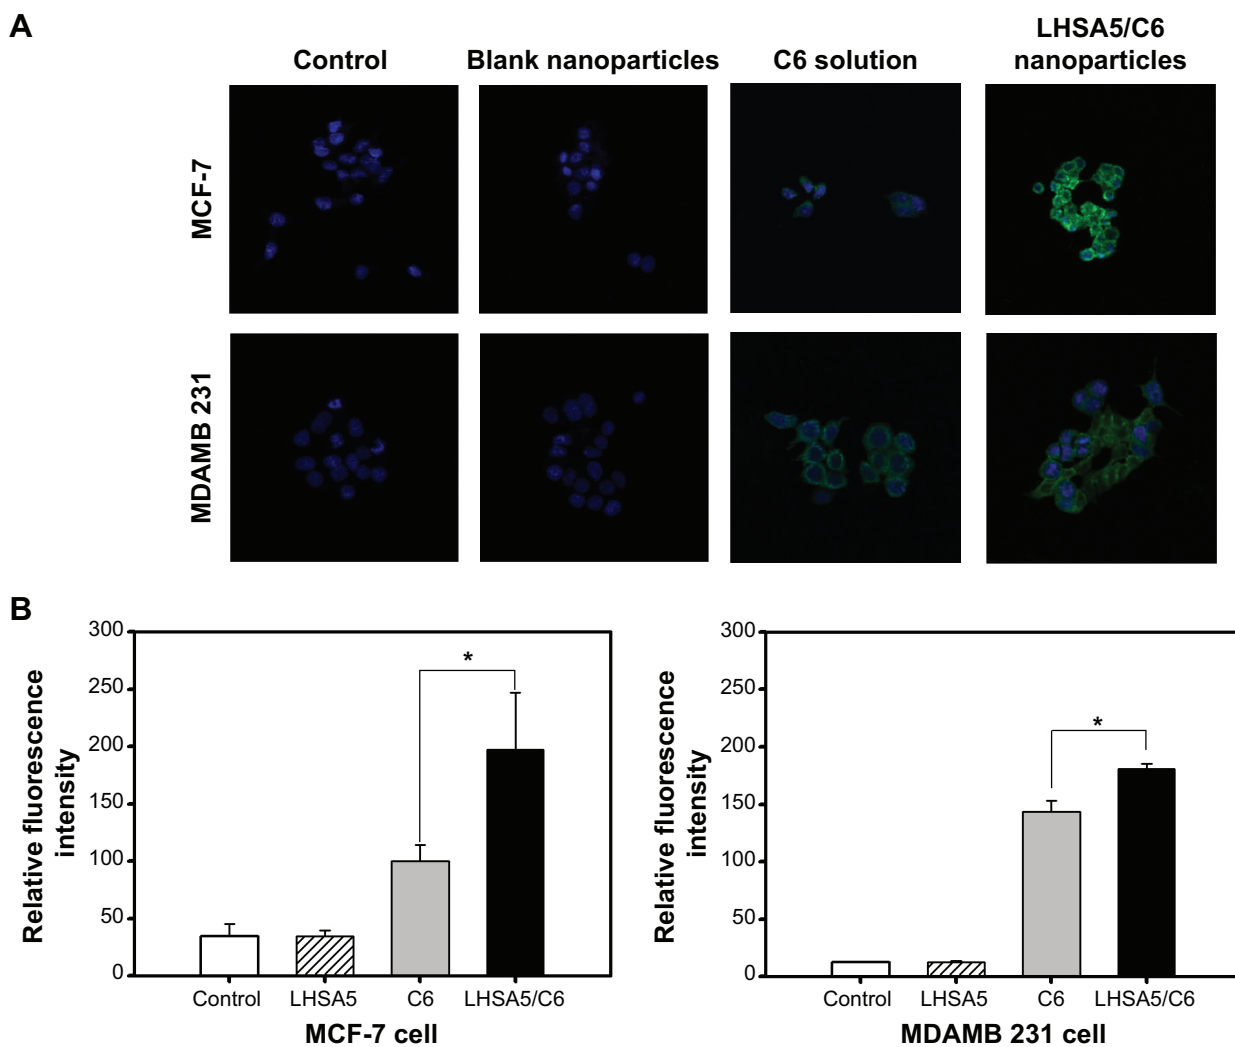 A
Control
Blank nanoparticles
C6 solution
LHSA5/C6
nanoparticles
MCF-7
MDAMB 231
B
Relative fluorescence
intensity
300
250
200
150
100
50
0
*
Control
LHSA5
C6
LHSA5/C6
MCF-7 cell
Relative fluorescence
intensity
300
250
200
150
100
50
0
*
Control
LHSA5
C6
LHSA5/C6
MDAMB 231 cell